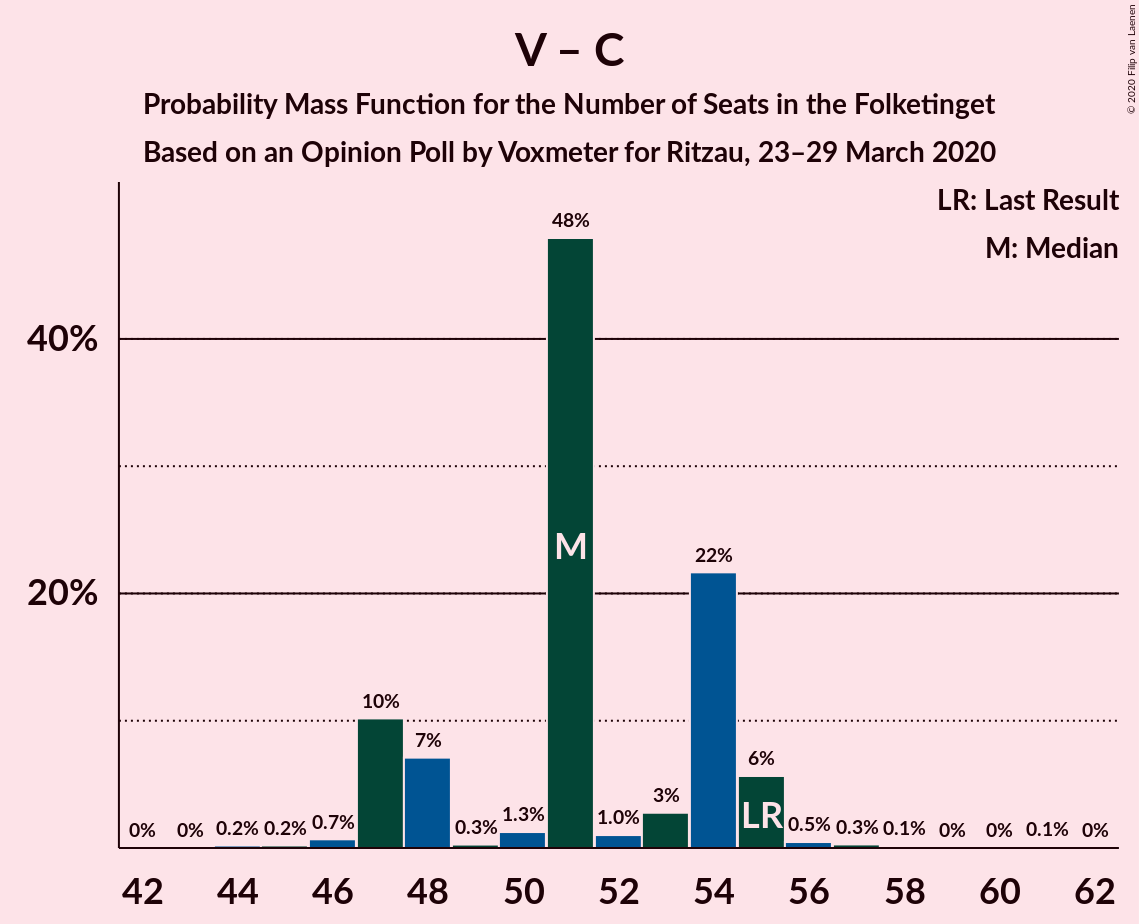 V – C
Probability Mass Function for the Number of Seats in the Folketinget
Based on an Opinion Poll by Voxmeter for Ritzau, 23–29 March 2020
© 2020 Filip van Laenen
LR: Last Result
M: Median
48%
40%
M
22%
20%
10%
7%
6%
3%
LR
0% 0% 0.2% 0.2% 0.7% 0.3% 1.3% 1.0% 0.5% 0.3% 0.1% 0% 0% 0.1% 0%
42 44 46 48 50 52 54 56 58 60 62